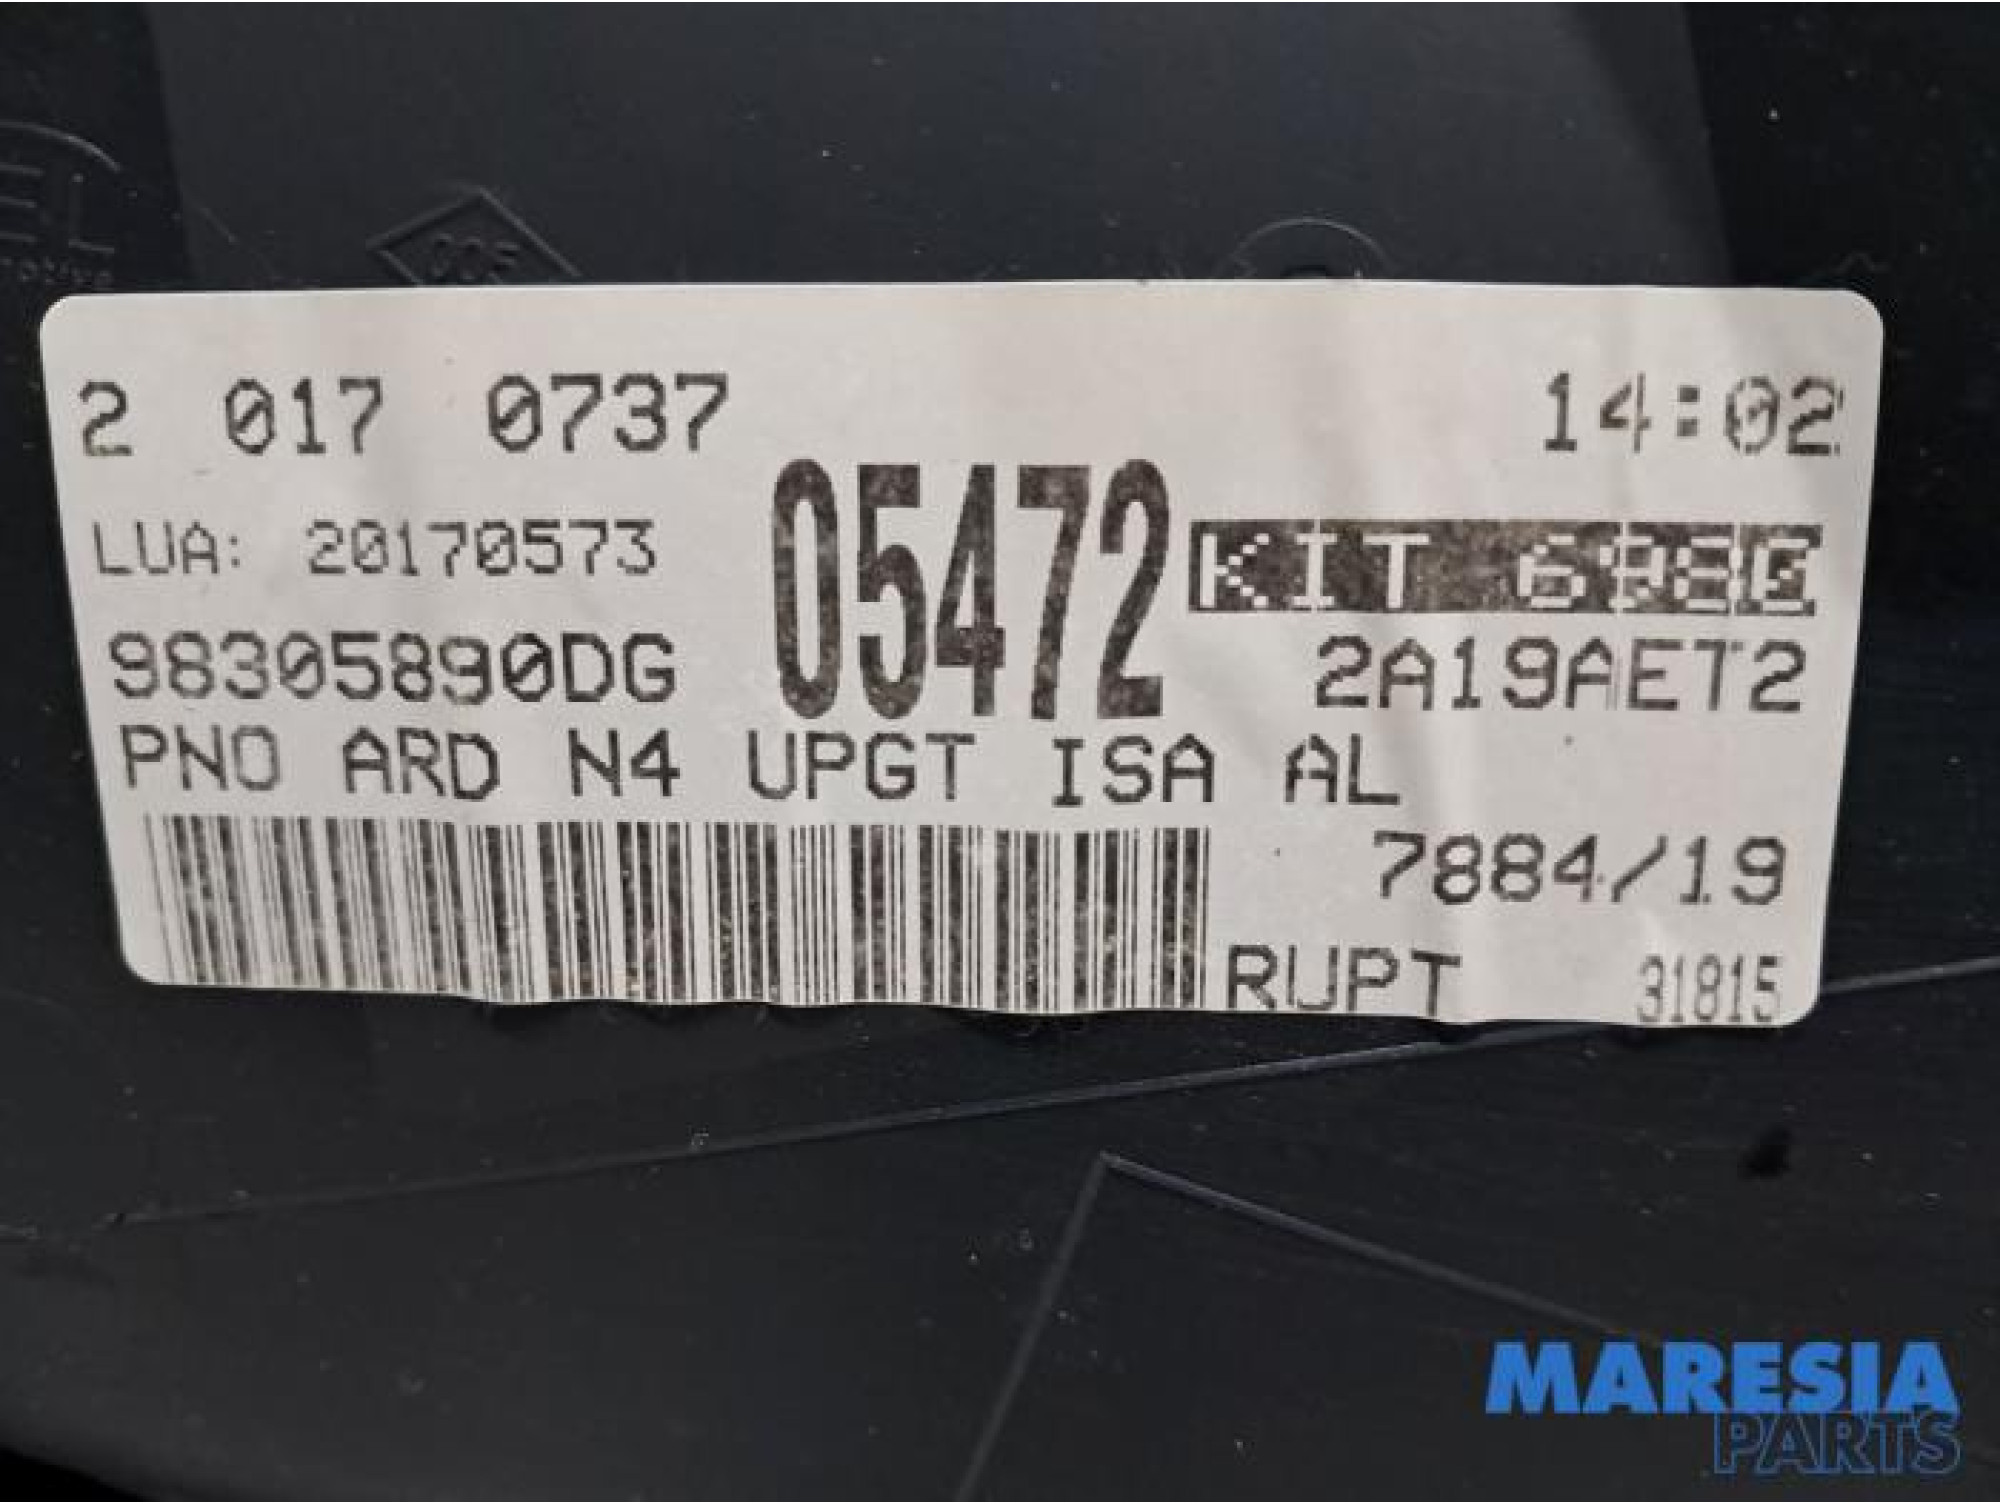 2 017 0737 14:02
LUA: 20170573 05472
98305890DG 2A19AET2
PNO ARD N4 UPGT ISA AL
7884/19
RUPT 31815
MARESIA
PARTS